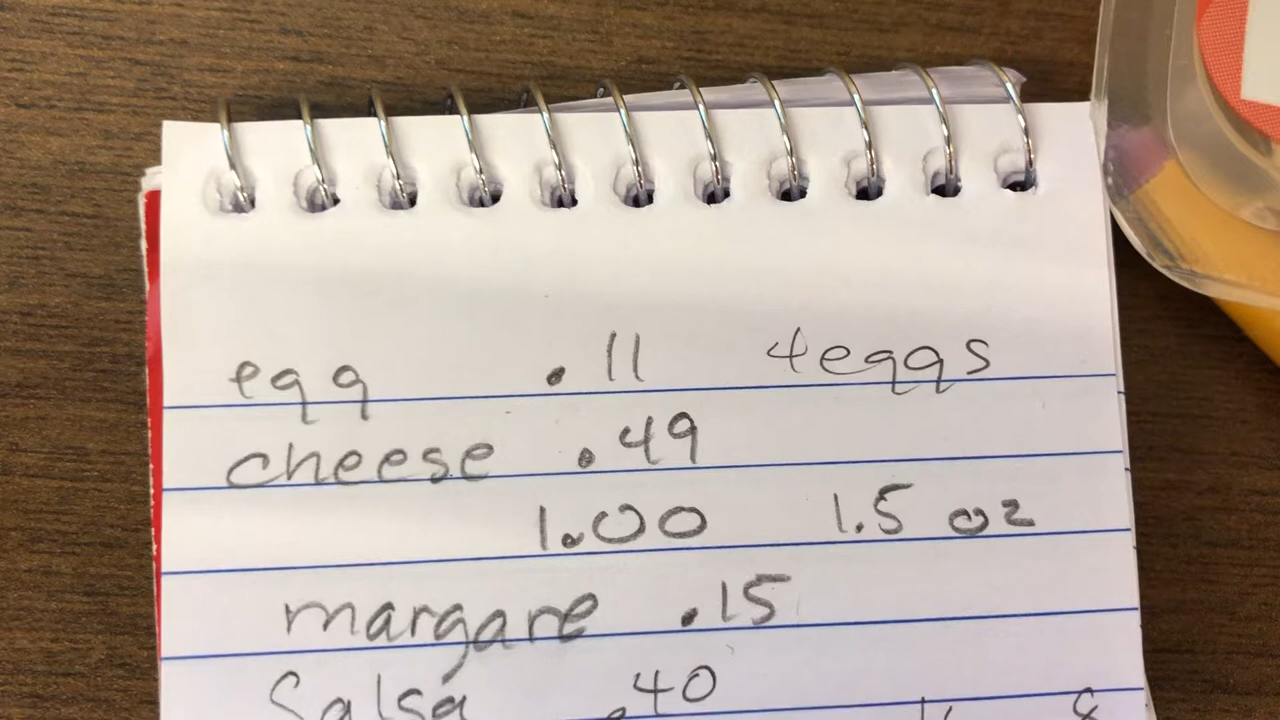 egg .11 4eggs
cheese .49
1.00 1.5 oz
margare .15
Salsa .40